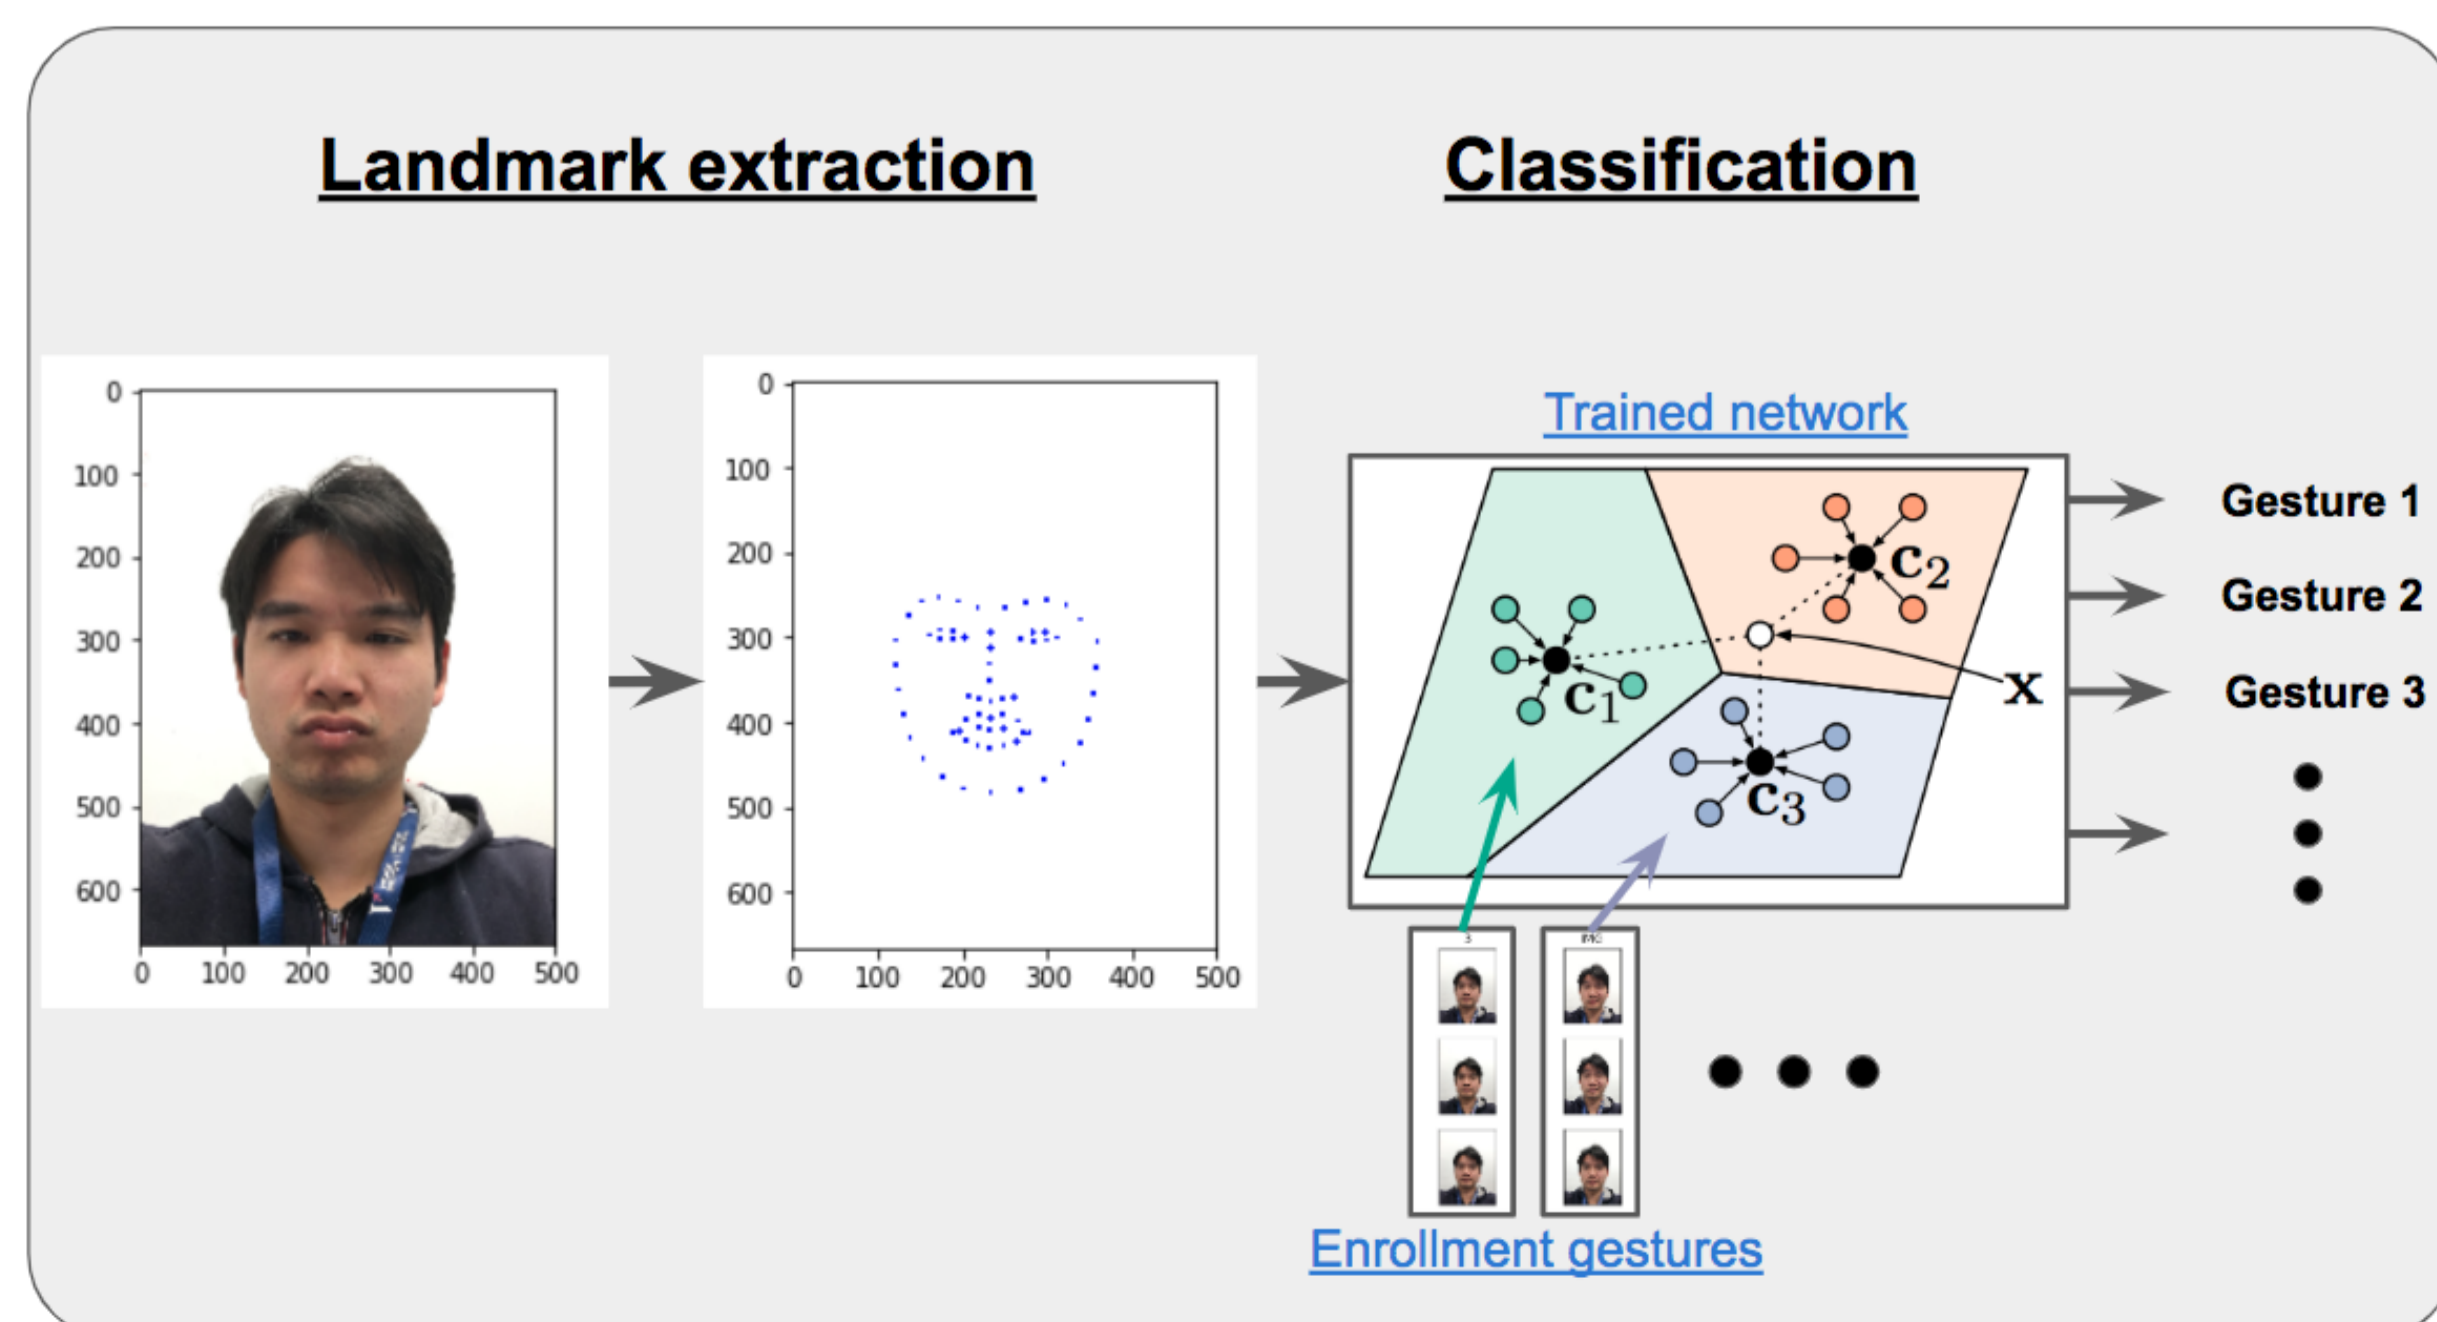 Landmark extraction
Classification
0
100
200
300
400
500
600
0 100 200 300 400 500
0
100
200
300
400
500
600
0 100 200 300 400 500
Trained network
c1
c2
c3
x
Gesture 1
Gesture 2
Gesture 3
3
IMG
Enrollment gestures